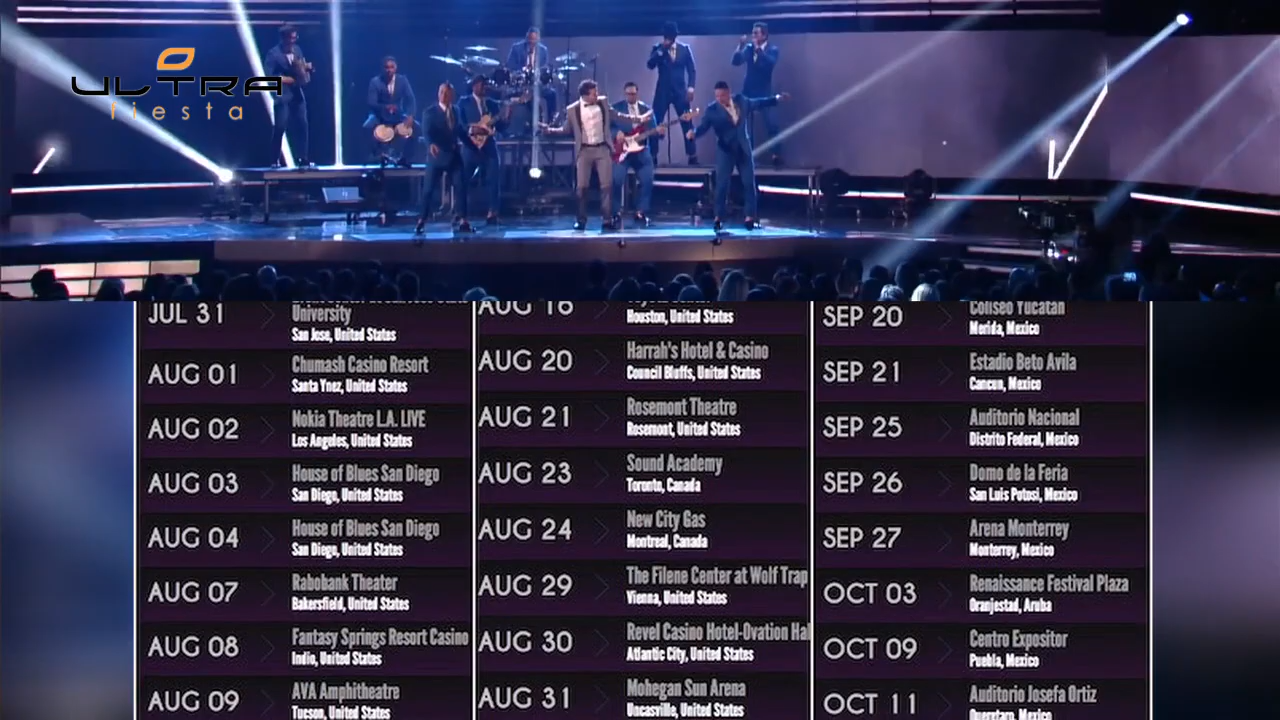 ULTRA
fiesta
JUL 31
University
San Jose, United States
AUG 01
Chumash Casino Resort
Santa Ynez, United States
AUG 02
Nokia Theatre L.A. LIVE
Los Angeles, United States
AUG 03
House of Blues San Diego
San Diego, United States
AUG 04
House of Blues San Diego
San Diego, United States
AUG 07
Rabobank Theater
Bakersfield, United States
AUG 08
Fantasy Springs Resort Casino
Indio, United States
AUG 09
AVA Amphitheatre
Tucson, United States
AUG 16
Houston, United States
AUG 20
Harrah's Hotel & Casino
Council Bluffs, United States
AUG 21
Rosemont Theatre
Rosemont, United States
AUG 23
Sound Academy
Toronto, Canada
AUG 24
New City Gas
Montreal, Canada
AUG 29
The Filene Center at Wolf Trap
Vienna, United States
AUG 30
Revel Casino Hotel-Ovation Hal
Atlantic City, United States
AUG 31
Mohegan Sun Arena
Uncasville, United States
SEP 20
Coliseo Yucatan
Merida, Mexico
SEP 21
Estadio Beto Avila
Cancun, Mexico
SEP 25
Auditorio Nacional
Distrito Federal, Mexico
SEP 26
Domo de la Feria
San Luis Potosi, Mexico
SEP 27
Arena Monterrey
Monterrey, Mexico
OCT 03
Renaissance Festival Plaza
Oranjestad, Aruba
OCT 09
Centro Expositor
Puebla, Mexico
OCT 11
Auditorio Josefa Ortiz
Queretaro, Mexico